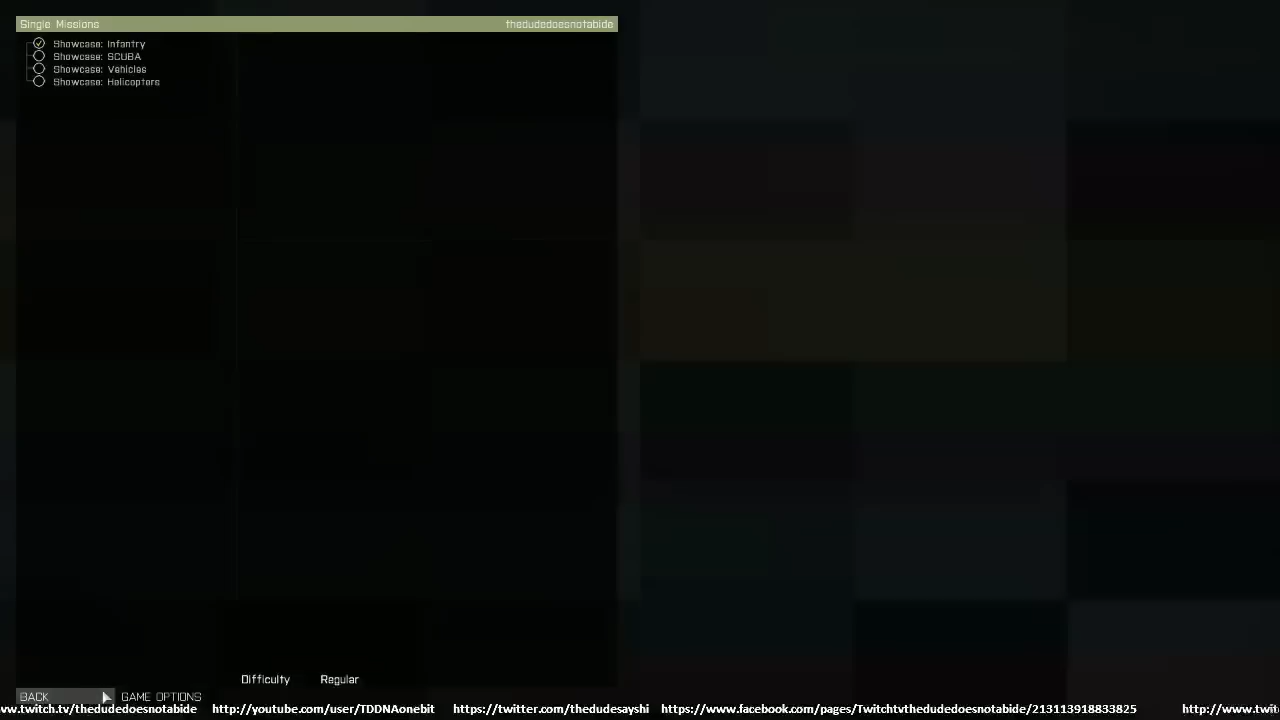 Single Missions thedudedoesnotabide
Showcase: Infantry
Showcase: SCUBA
Showcase: Vehicles
Showcase: Helicopters
Difficulty Regular
BACK GAME OPTIONS
ww.twitch.tv/thedudedoesnotabide http://youtube.com/user/TDDNAonebit https://twitter.com/thedudesayshi https://www.facebook.com/pages/Twitchtvthedudedoesnotabide/213113918833825 http://www.twit